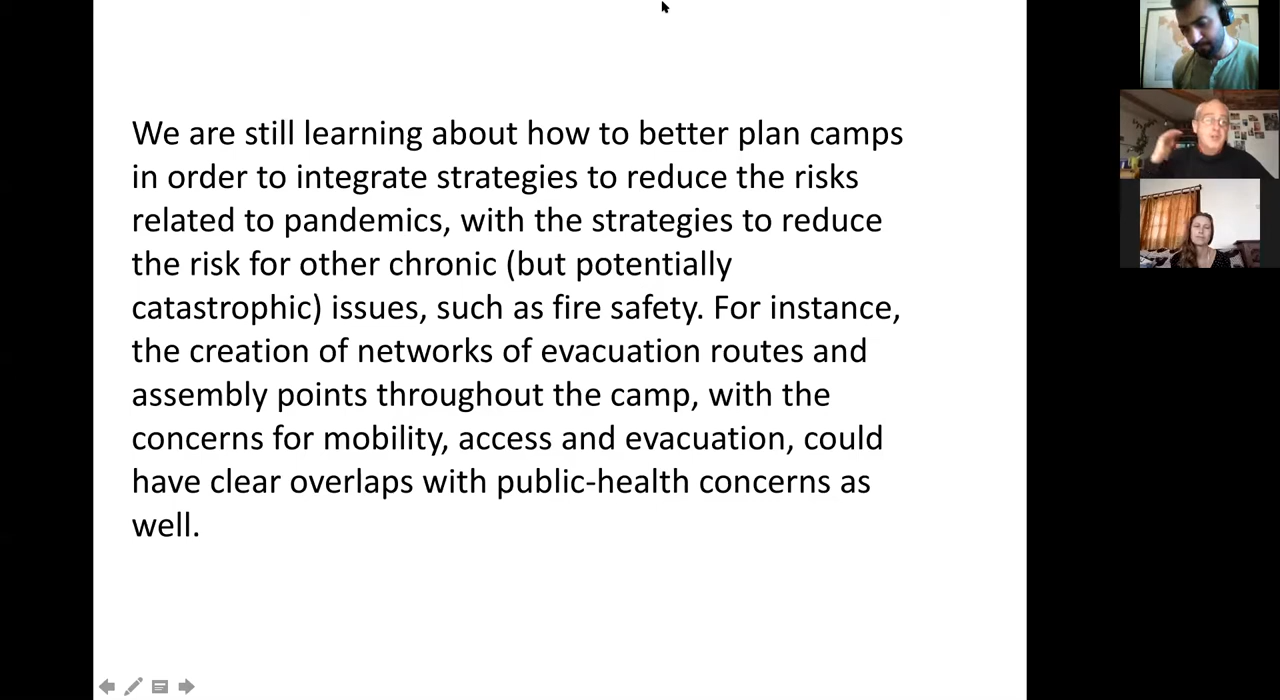 We are still learning about how to better plan camps
in order to integrate strategies to reduce the risks
related to pandemics, with the strategies to reduce
the risk for other chronic (but potentially
catastrophic) issues, such as fire safety. For instance,
the creation of networks of evacuation routes and
assembly points throughout the camp, with the
concerns for mobility, access and evacuation, could
have clear overlaps with public-health concerns as
well.